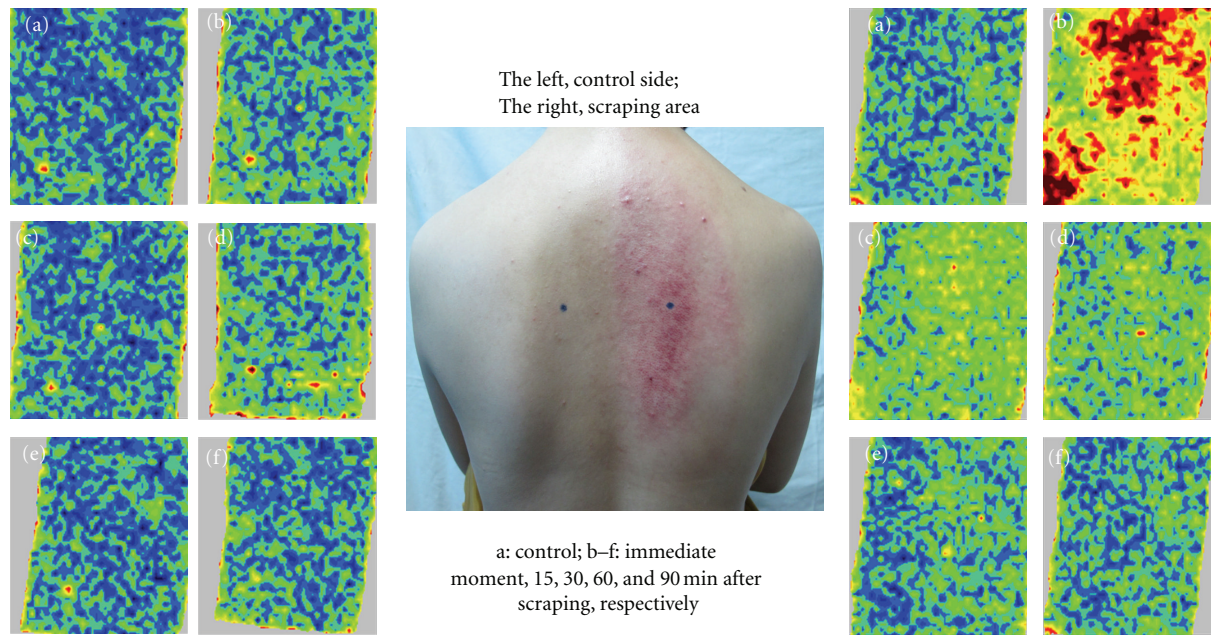 (a)
(b)
(c)
(d)
(e)
(f)
The left, control side;
The right, scraping area
a: control; b–f: immediate
moment, 15, 30, 60, and 90 min after
scraping, respectively
(a)
(b)
(c)
(d)
(e)
(f)